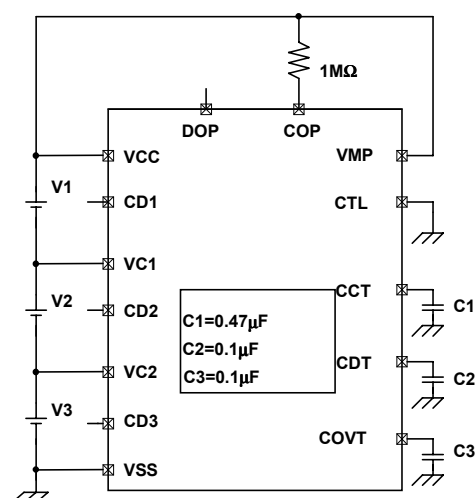 1MΩ
DOP
COP
VCC
VMP
V1
CD1
CTL
VC1
V2
CD2
C1=0.47µF
C2=0.1µF
C3=0.1µF
CCT
C1
VC2
CDT
C2
V3
CD3
COVT
C3
VSS